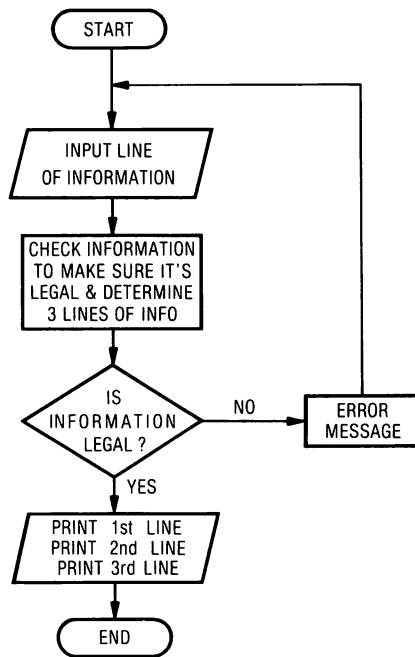 START
INPUT LINE
OF INFORMATION
CHECK INFORMATION
TO MAKE SURE IT'S
LEGAL & DETERMINE
3 LINES OF INFO
IS
INFORMATION
LEGAL ?
NO
ERROR
MESSAGE
YES
PRINT 1st LINE
PRINT 2nd LINE
PRINT 3rd LINE
END